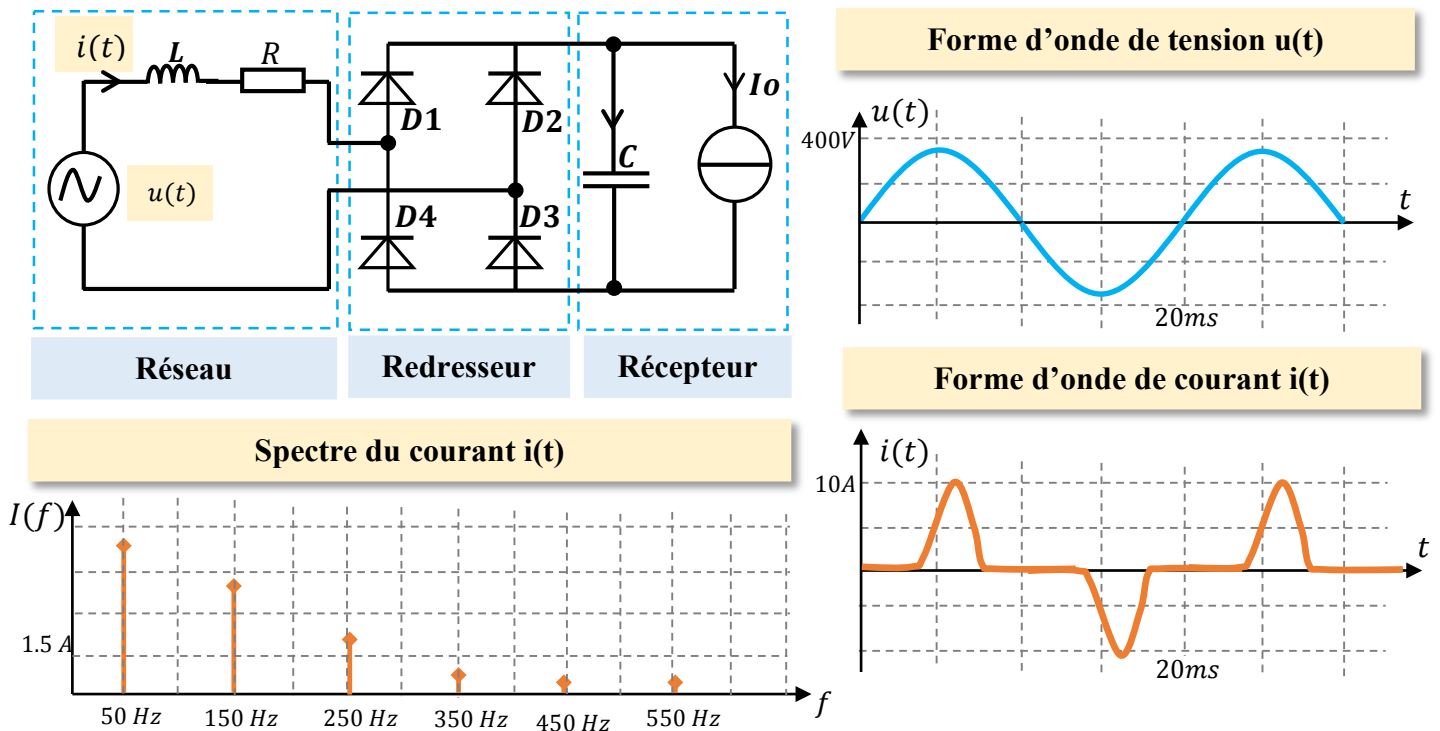 i(t)
L
R
D1
D2
Io
C
u(t)
D4
D3
Réseau
Redresseur
Récepteur
Forme d’onde de tension u(t)
u(t)
400V
t
20ms
Forme d’onde de courant i(t)
i(t)
10A
t
20ms
Spectre du courant i(t)
I(f)
1.5 A
50 Hz 150 Hz 250 Hz 350 Hz 450 Hz 550 Hz
f